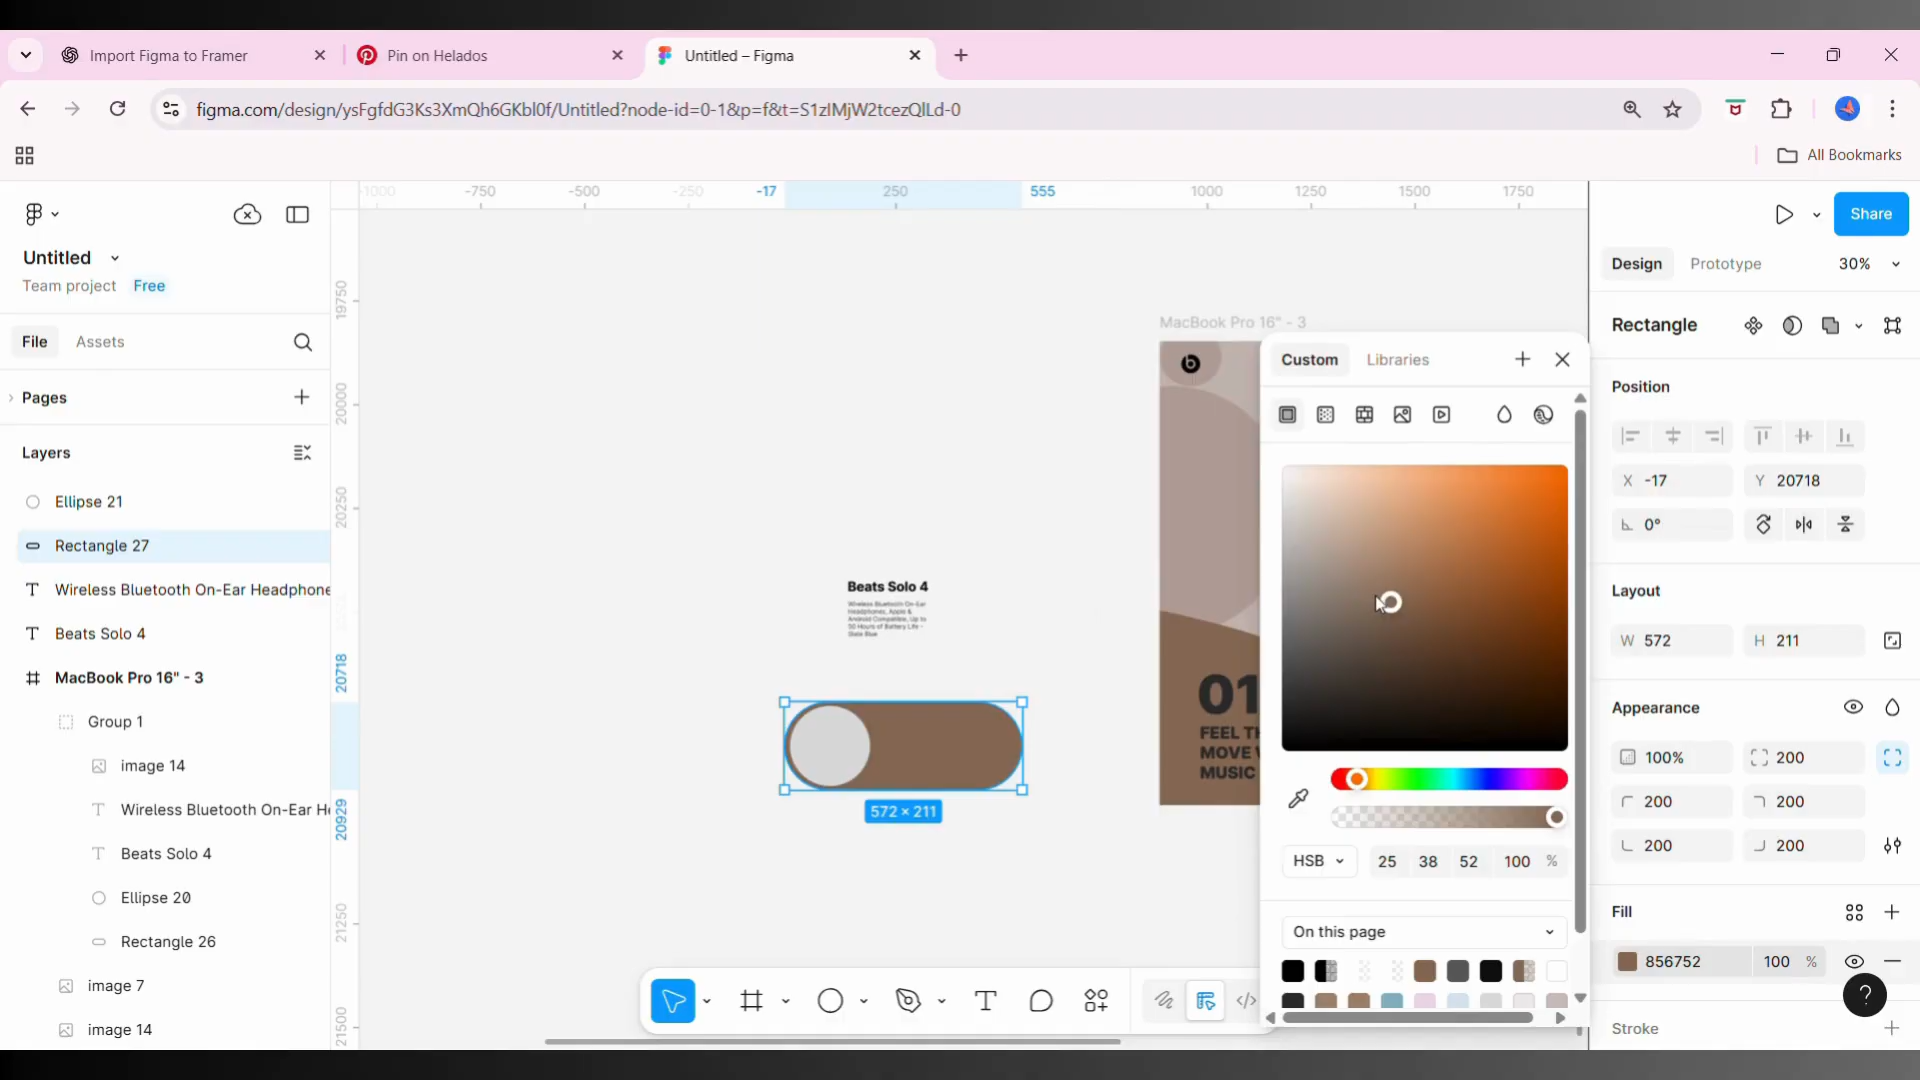 Import Figma to Framer
Pin on Helados
Untitled – Figma
figma.com/design/ysFgfdG3Ks3XmQh6GKbl0f/Untitled?node-id=0-1&p=f&t=S1zIMjW2tcezQlLd-0
All Bookmarks
Untitled
Team project Free
File Assets
Pages
Layers
Ellipse 21
Rectangle 27
Wireless Bluetooth On-Ear Headphone
Beats Solo 4
MacBook Pro 16" - 3
Group 1
image 14
Wireless Bluetooth On-Ear He
Beats Solo 4
Ellipse 20
Rectangle 26
image 7
image 14
-1000 -750 -500 -250 -17 250 555 1000 1250 1500 1750
19750
20000
20250
20718
20929
21250
21500
Beats Solo 4
Wireless Bluetooth On-Ear
Headphones, Apple &
Android Compatible, Up to
50 Hours of Battery Life -
Slate Blue
572 × 211
MacBook Pro 16" - 3
01
FEEL TH
MOVE W
MUSIC
Custom Libraries
HSB 25 38 52 100 %
On this page
Share
Design Prototype 30%
Rectangle
Position
X -17 Y 20718
0°
Layout
W 572 H 211
Appearance
100% 200
200 200
200 200
Fill
856752 100 %
?
Stroke